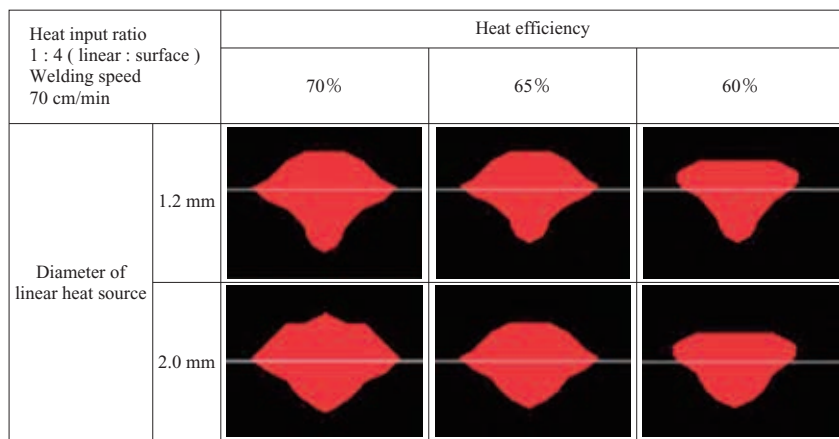 Heat input ratio
1 : 4 ( linear : surface )
Welding speed
70 cm/min
Heat efficiency
70%
65%
60%
Diameter of
linear heat source
1.2 mm
2.0 mm